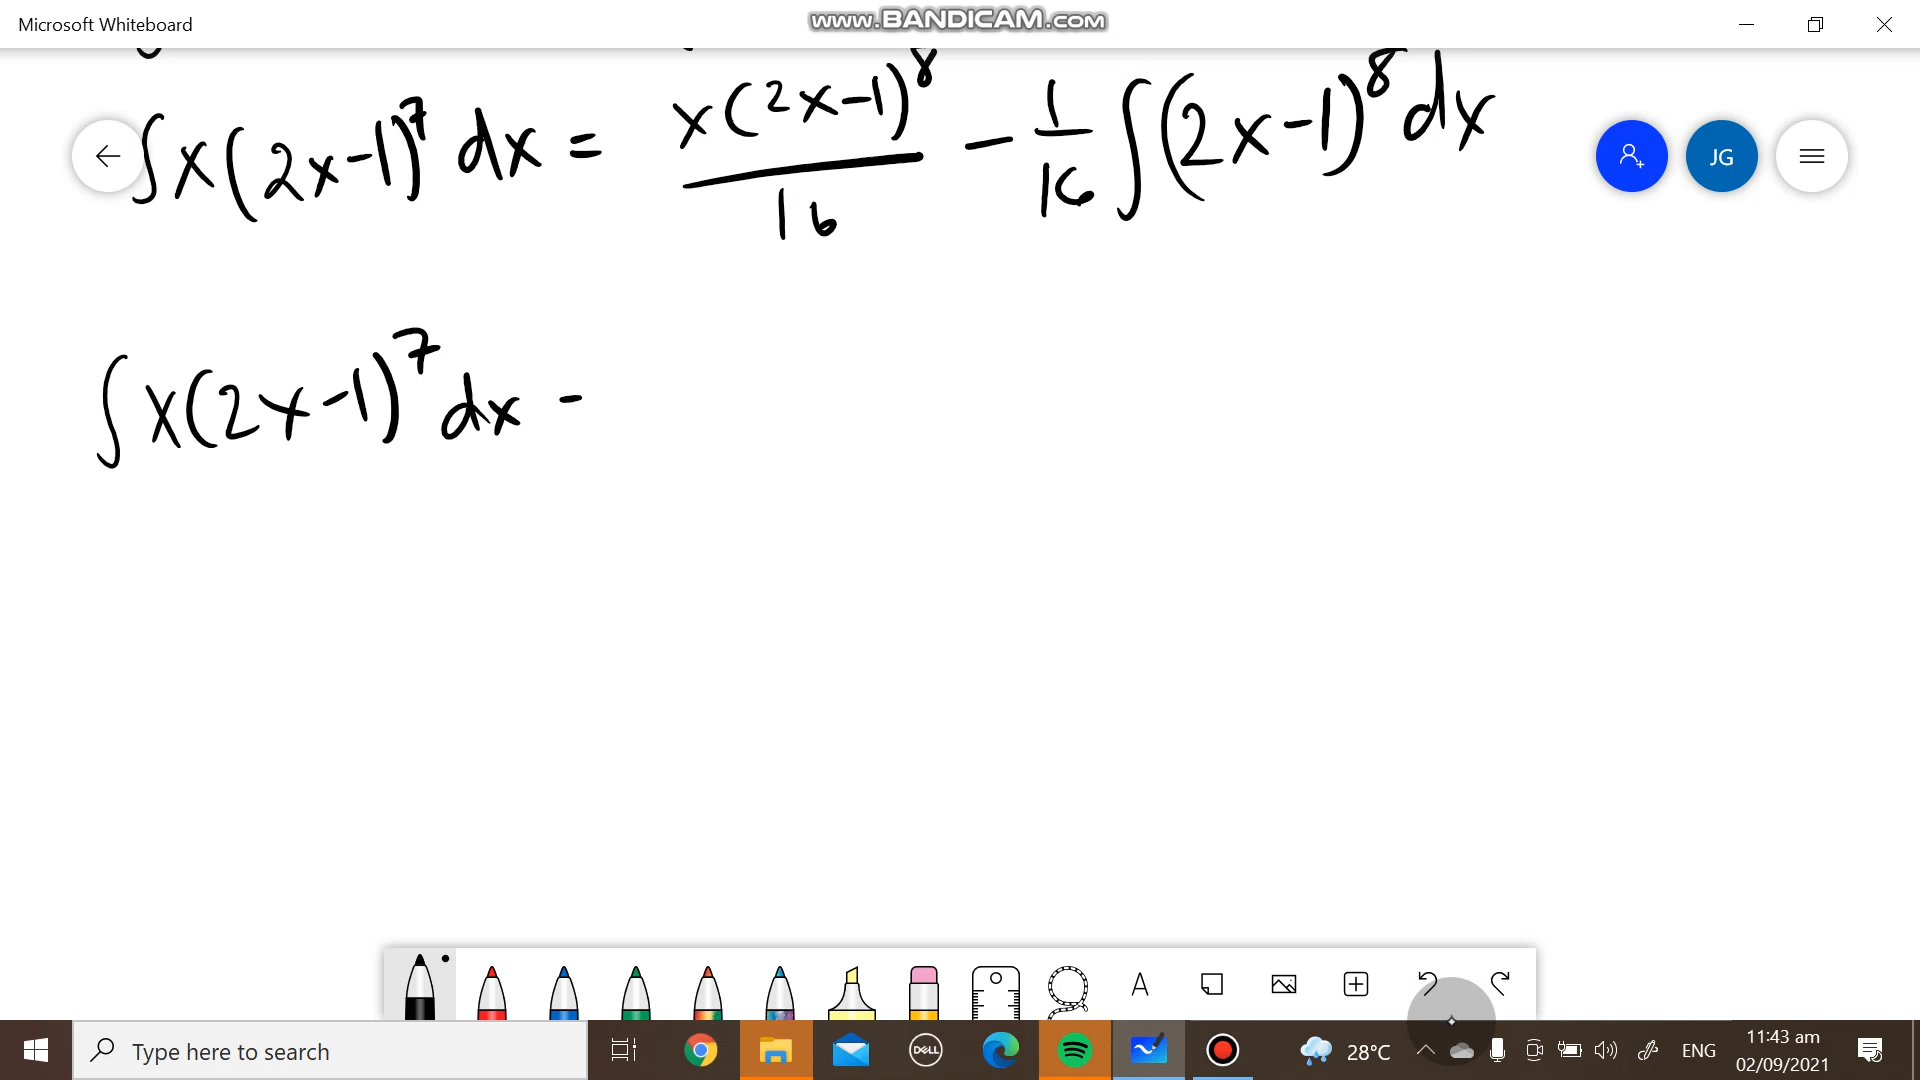 Microsoft Whiteboard
www.BANDICAM.com
∫x(2x-1)⁷ dx = x(2x-1)⁸/16 - 1/16 ∫(2x-1)⁸ dx
JG
∫x(2x-1)⁷ dx -
A
Type here to search
DELL
28°C
ENG
11:43 am
02/09/2021